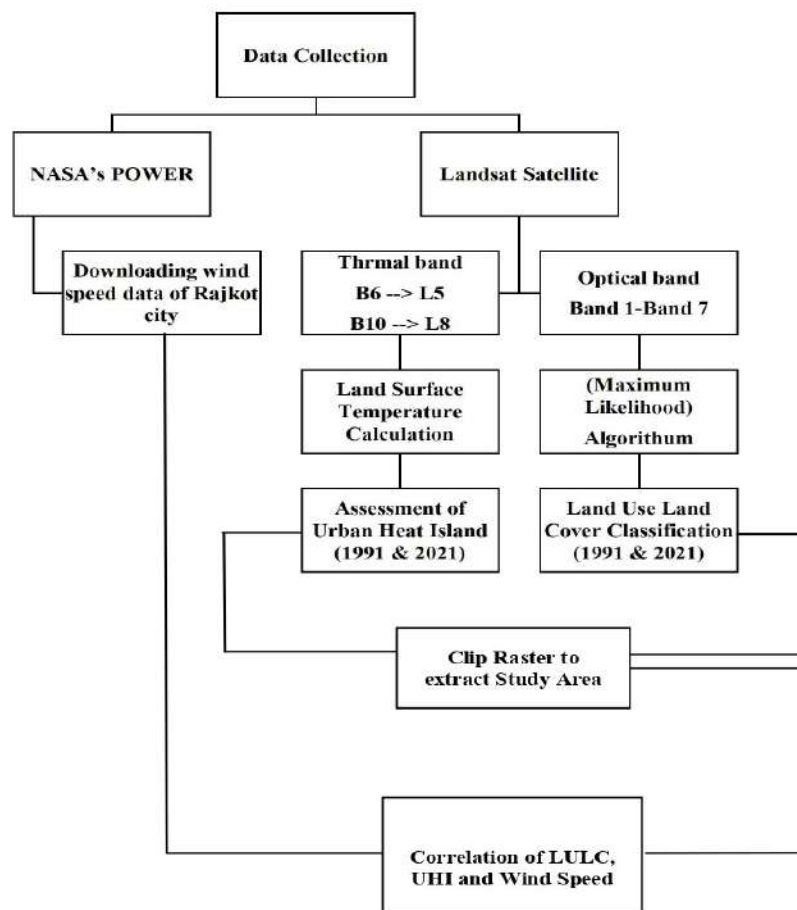 Data Collection
NASA's POWER
Landsat Satellite
Downloading wind
speed data of Rajkot
city
Thrmal band
B6 --> L5
B10 --> L8
Optical band
Band 1-Band 7
Land Surface
Temperature
Calculation
(Maximum
Likelihood)
Algorithum
Assessment of
Urban Heat Island
(1991 & 2021)
Land Use Land
Cover Classification
(1991 & 2021)
Clip Raster to
extract Study Area
Correlation of LULC,
UHI and Wind Speed